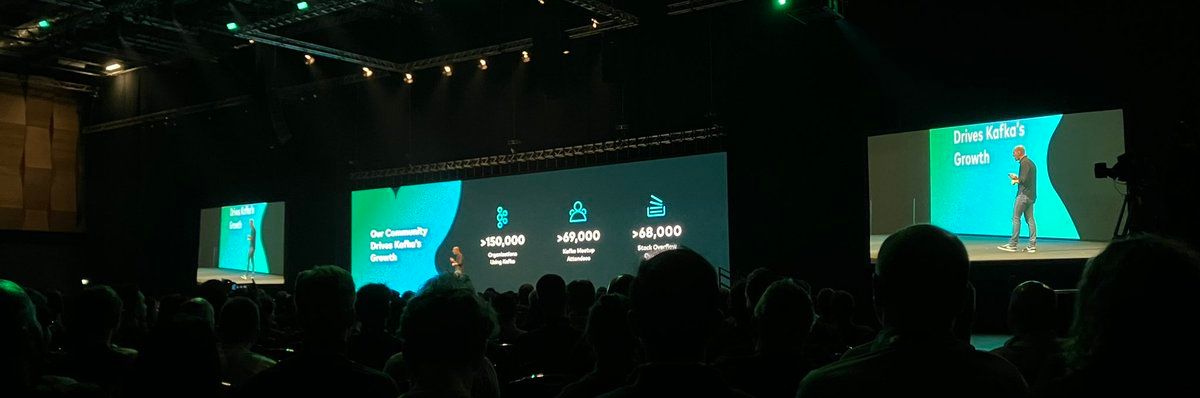 Drives Kafka's
Growth
Our Community
Drives Kafka's
Growth
>150,000
Organizations
Using Kafka
>69,000
Kafka Meetup
Attendees
>68,000
Stack Overflow
Drives Kafka's
Growth